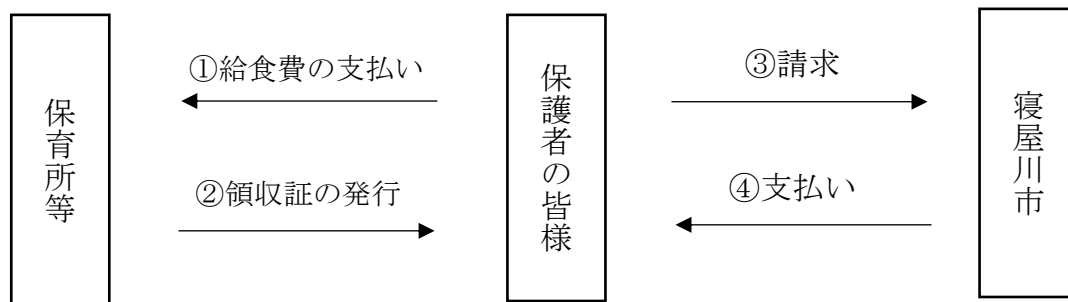 保育所等
①給食費の支払い
②領収証の発行
保護者の皆様
③請求
④支払い
寝屋川市